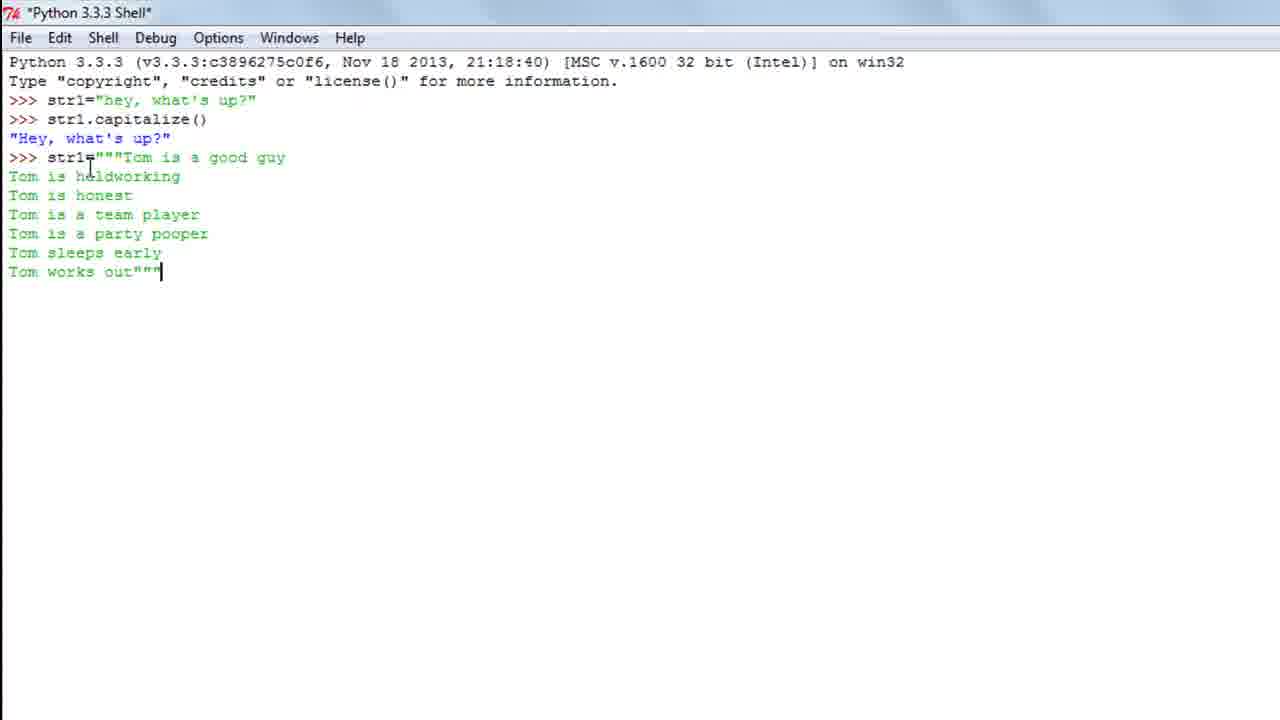 *Python 3.3.3 Shell*
File Edit Shell Debug Options Windows Help
Python 3.3.3 (v3.3.3:c3896275c0f6, Nov 18 2013, 21:18:40) [MSC v.1600 32 bit (Intel)] on win32
Type "copyright", "credits" or "license()" for more information.
>>> str1="hey, what's up?"
>>> str1.capitalize()
"Hey, what's up?"
>>> str1="""Tom is a good guy
Tom is haldworking
Tom is honest
Tom is a team player
Tom is a party pooper
Tom sleeps early
Tom works out"""